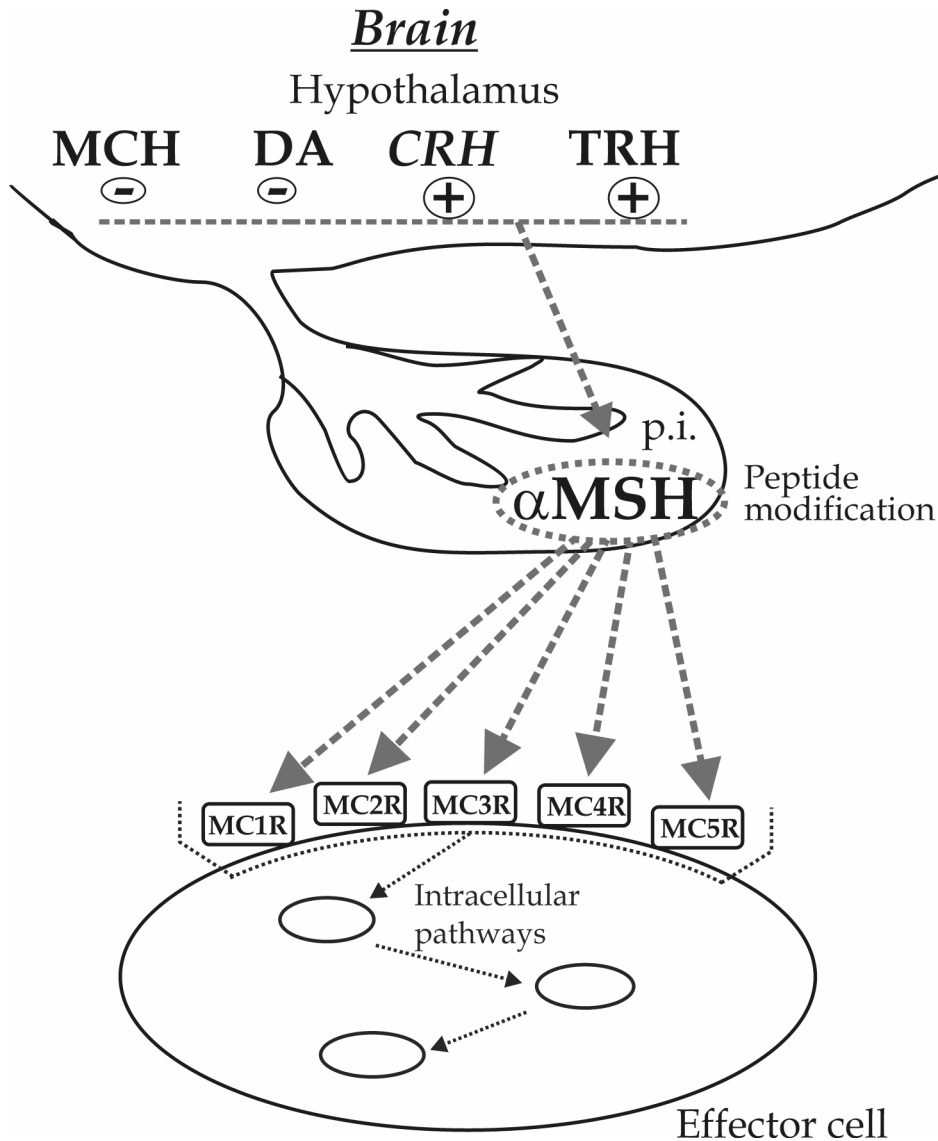 Brain
Hypothalamus
MCH DA CRH TRH
- - + +
p.i.
αMSH
Peptide
modification
MC1R MC2R MC3R MC4R MC5R
Intracellular
pathways
Effector cell